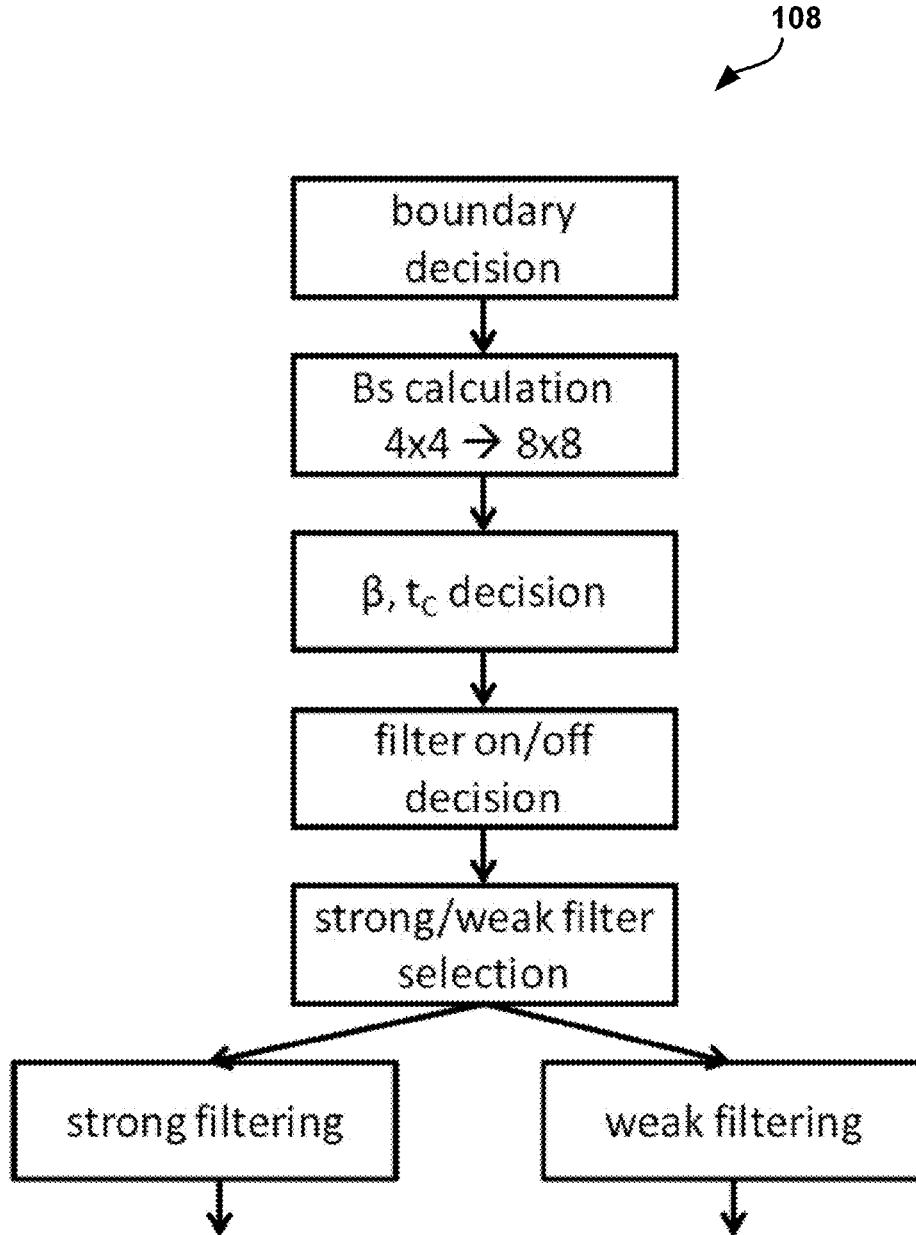 108
boundary
decision
Bs calculation
4x4 → 8x8
β, tC decision
filter on/off
decision
strong/weak filter
selection
strong filtering
weak filtering